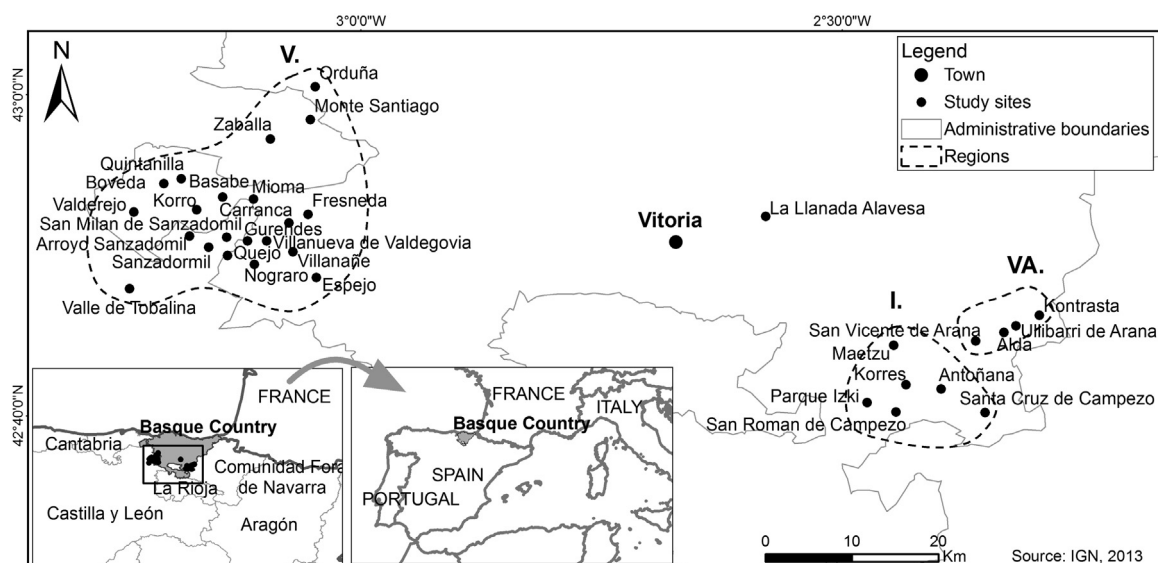 3°0'0"W
2°30'0"W
43°0'0"N
42°40'0"N
N
V.
Orduña
Monte Santiago
Zaballa
Quintanilla
Boveda
Basabe
Mioma
Valderejo
Korro
Carranca
Fresneda
San Milan de Sanzadomil
Gurendes
Arroyo Sanzadomil
Villanueva de Valdegovia
Sanzadormil
Quejo
Villanañe
Nograro
Espejo
Valle de Tobalina
Legend
Town
Study sites
Administrative boundaries
Regions
La Llanada Alavesa
Vitoria
VA.
Kontrasta
I.
San Vicente de Arana
Ullibarri de Arana
Alda
Maetzu
Korres
Antoñana
Parque Izki
Santa Cruz de Campezo
San Roman de Campezo
FRANCE
Basque Country
Cantabria
Comunidad Fora
de Navarra
La Rioja
Castilla y León
Aragón
FRANCE
ITALY
Basque Country
SPAIN
PORTUGAL
0 10 20
Km
Source: IGN, 2013